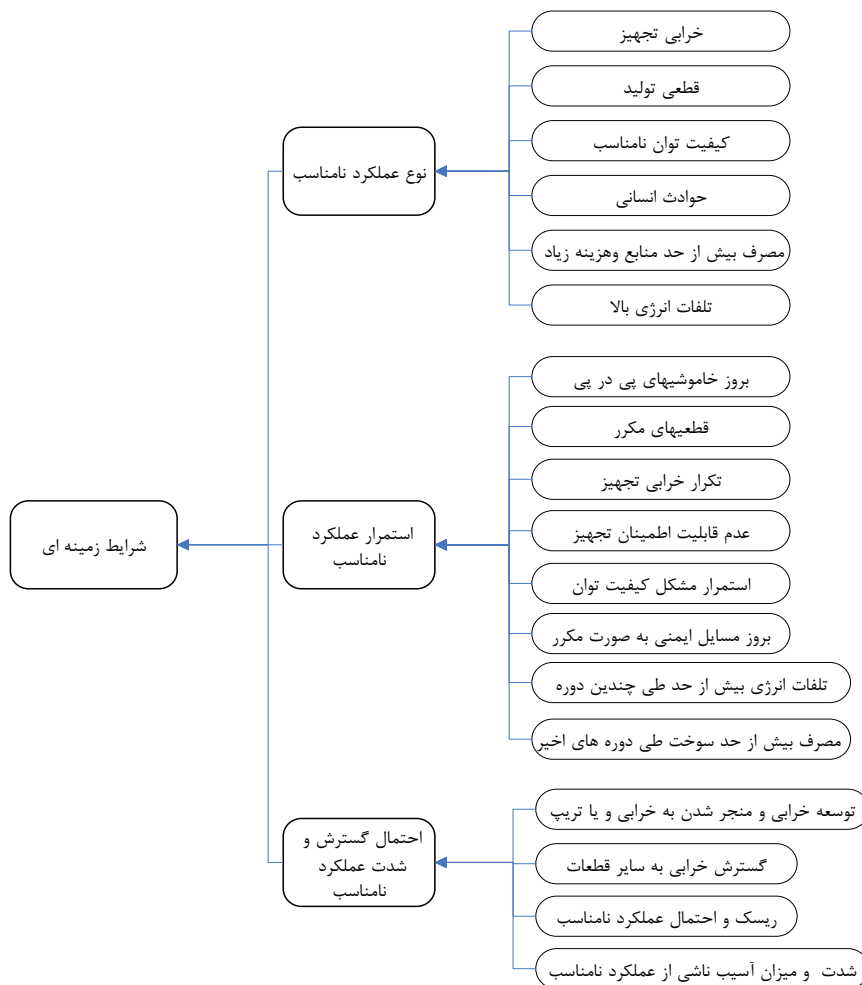 خرابی تجهیز
قطعی تولید
کیفیت توان نامناسب
نوع عملکرد نامناسب
حوادث انسانی
مصرف بیش از حد منابع وهزینه زیاد
تلفات انرژی بالا
بروز خاموشیهای پی در پی
قطعیهای مکرر
تکرار خرابی تجهیز
عدم قابلیت اطمینان تجهیز
استمرار عملکرد
نامناسب
شرایط زمینه ای
استمرار مشکل کیفیت توان
بروز مسایل ایمنی به صورت مکرر
تلفات انرژی بیش از حد طی چندین دوره
مصرف بیش از حد سوخت طی دوره های اخیر
توسعه خرابی و منجر شدن به خرابی و یا تریپ
احتمال گسترش و
شدت عملکرد
نامناسب
گسترش خرابی به سایر قطعات
ریسک و احتمال عملکرد نامناسب
شدت و میزان آسیب ناشی از عملکرد نامناسب